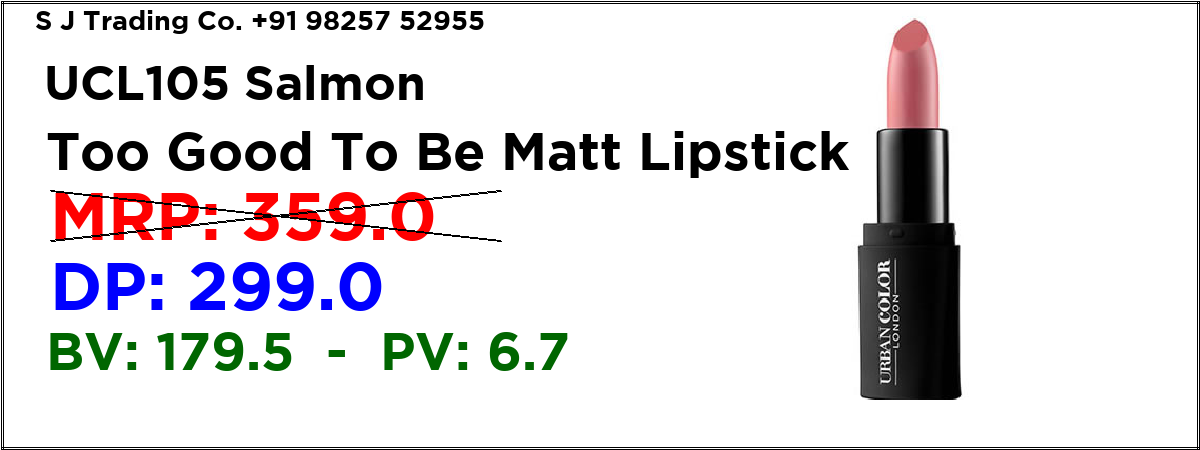 S J Trading Co. +91 98257 52955
UCL105 Salmon
Too Good To Be Matt Lipstick
MRP: 359.0
DP: 299.0
BV: 179.5 - PV: 6.7
URBAN COLOR
LONDON